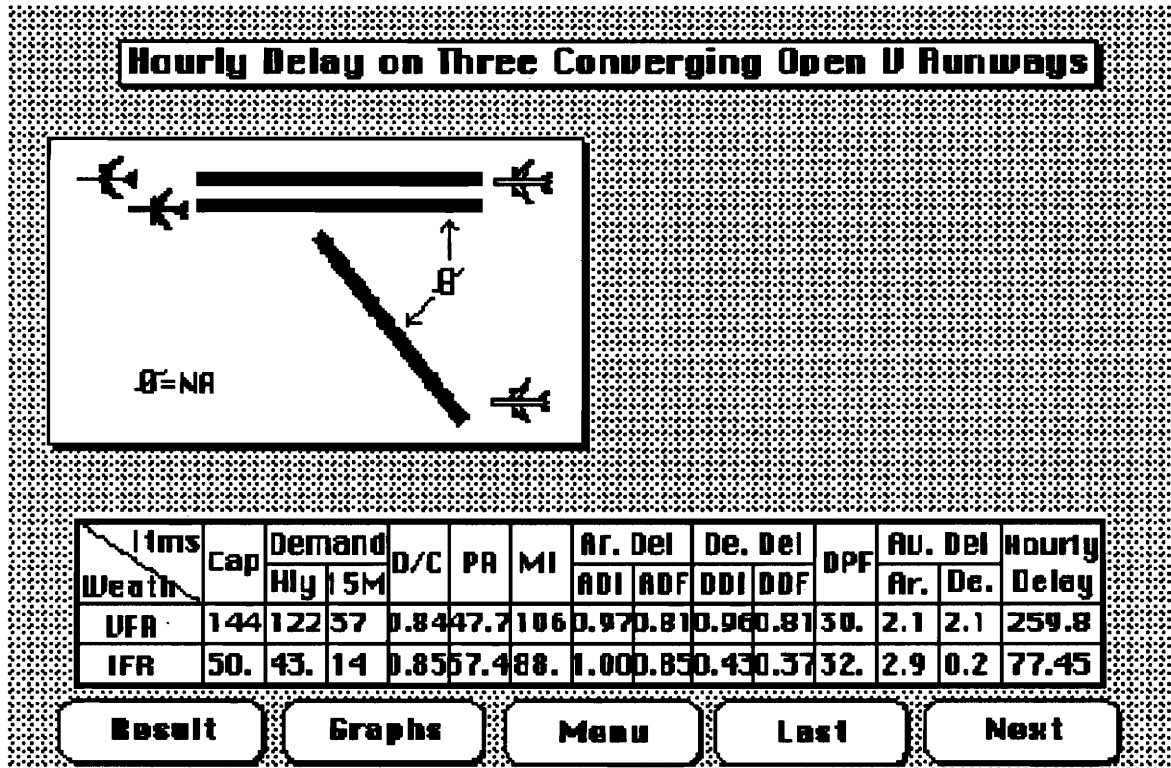 Hourly Delay on Three Converging Open V Runways
θ
θ=NA
Itms Cap Demand D/C PA MI Ar. Del De. Del DPF Av. Del Hourly
Weath Hly 15M ADI ADF DDI DDF Ar. De. Delay
VFR 144 122 37 0.84 47.7 106 0.97 0.81 0.96 0.81 30. 2.1 2.1 259.8
IFR 50. 43. 14 0.85 57.4 88. 1.00 0.85 0.43 0.37 32. 2.9 0.2 77.45
Result Graphs Menu Last Next